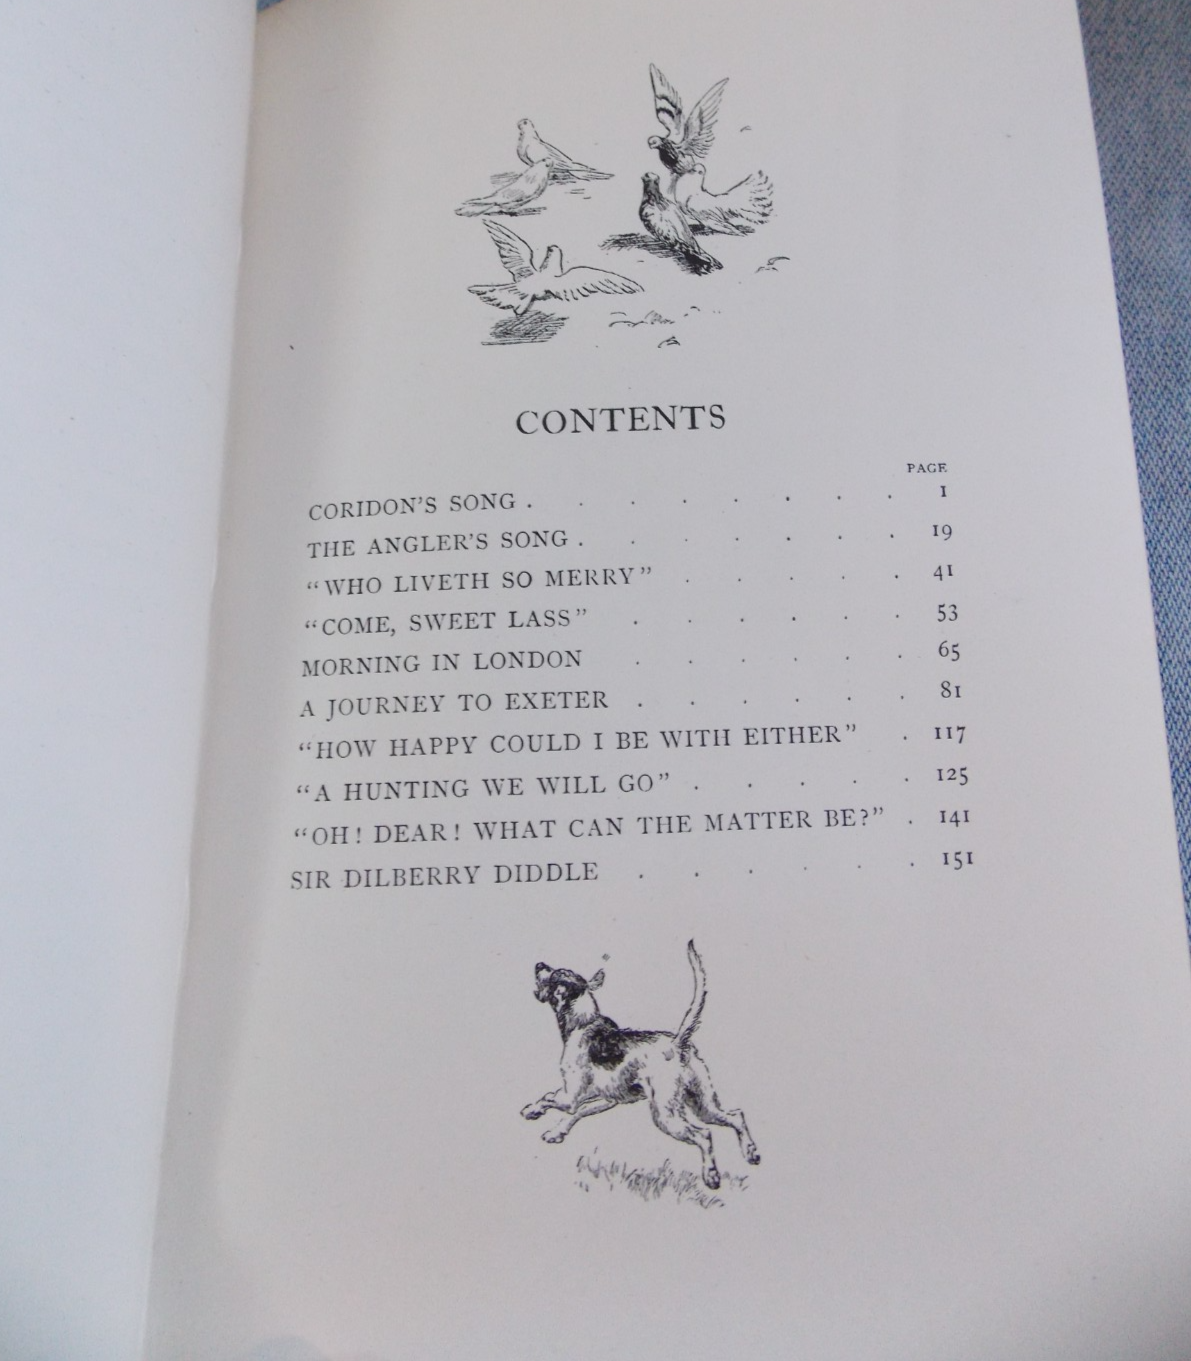 CONTENTS
PAGE
CORIDON'S SONG . . . . . . . . 1
THE ANGLER'S SONG . . . . . . . 19
“WHO LIVETH SO MERRY” . . . . . 41
“COME, SWEET LASS” . . . . . . 53
MORNING IN LONDON . . . . . . 65
A JOURNEY TO EXETER . . . . . . 81
“HOW HAPPY COULD I BE WITH EITHER” . 117
“A HUNTING WE WILL GO” . . . . . 125
“OH! DEAR! WHAT CAN THE MATTER BE?” . 141
SIR DILBERRY DIDDLE . . . . . . 151